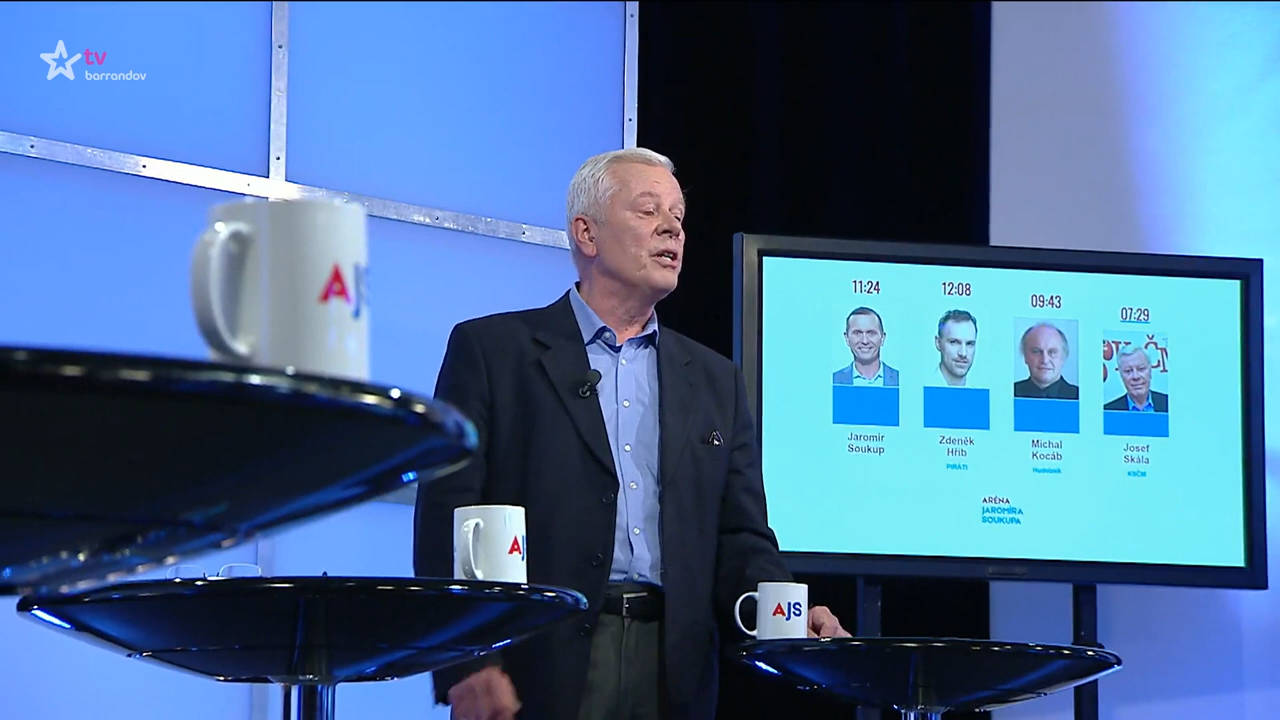 tv
barrandov
AJS
AJS
AJS
11:24
12:08
09:43
07:29
Jaromír
Soukup
Zdeněk
Hřib
PIRÁTI
Michal
Kocáb
Hudebník
Josef
Skála
KSČM
ARÉNA
JAROMÍRA
SOUKUPA